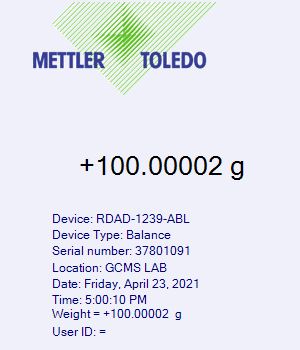 METTLER TOLEDO
+100.00002 g
Device: RDAD-1239-ABL
Device Type: Balance
Serial number: 37801091
Location: GCMS LAB
Date: Friday, April 23, 2021
Time: 5:00:10 PM
Weight = +100.00002 g
User ID: =